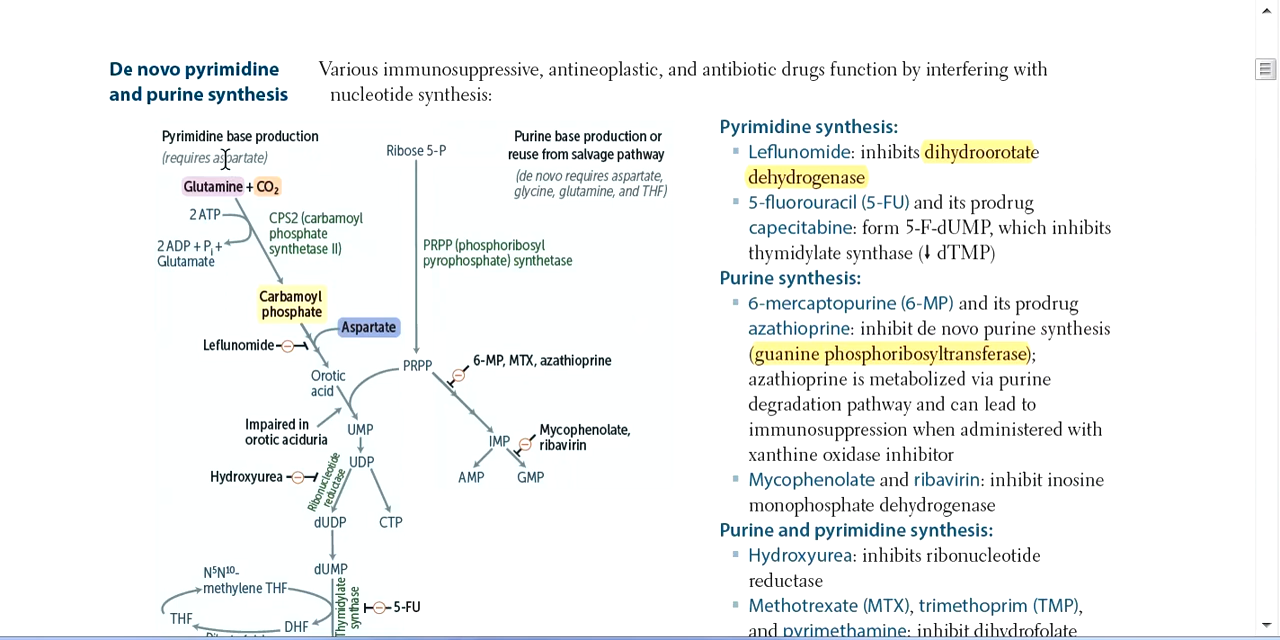 De novo pyrimidine
and purine synthesis
Various immunosuppressive, antineoplastic, and antibiotic drugs function by interfering with
nucleotide synthesis:
Pyrimidine base production
(requires aspartate)
Glutamine + CO₂
2 ATP
2 ADP + Pᵢ +
Glutamate
CPS2 (carbamoyl
phosphate
synthetase II)
Carbamoyl
phosphate
Aspartate
Leflunomide
Orotic
acid
Impaired in
orotic aciduria
UMP
UDP
Hydroxyurea
Ribonucleotide
reductase
dUDP
CTP
dUMP
N⁵N¹⁰-
methylene THF
THF
DHF
Thymidylate
synthase
5-FU
Ribose 5-P
PRPP (phosphoribosyl
pyrophosphate) synthetase
PRPP
Purine base production or
reuse from salvage pathway
(de novo requires aspartate,
glycine, glutamine, and THF)
6-MP, MTX, azathioprine
IMP
Mycophenolate,
ribavirin
AMP
GMP
Pyrimidine synthesis:
Leflunomide: inhibits dihydroorotate
dehydrogenase
5-fluorouracil (5-FU) and its prodrug
capecitabine: form 5-F-dUMP, which inhibits
thymidylate synthase (⬇ dTMP)
Purine synthesis:
6-mercaptopurine (6-MP) and its prodrug
azathioprine: inhibit de novo purine synthesis
(guanine phosphoribosyltransferase);
azathioprine is metabolized via purine
degradation pathway and can lead to
immunosuppression when administered with
xanthine oxidase inhibitor
Mycophenolate and ribavirin: inhibit inosine
monophosphate dehydrogenase
Purine and pyrimidine synthesis:
Hydroxyurea: inhibits ribonucleotide
reductase
Methotrexate (MTX), trimethoprim (TMP),
and pyrimethamine: inhibit dihydrofolate